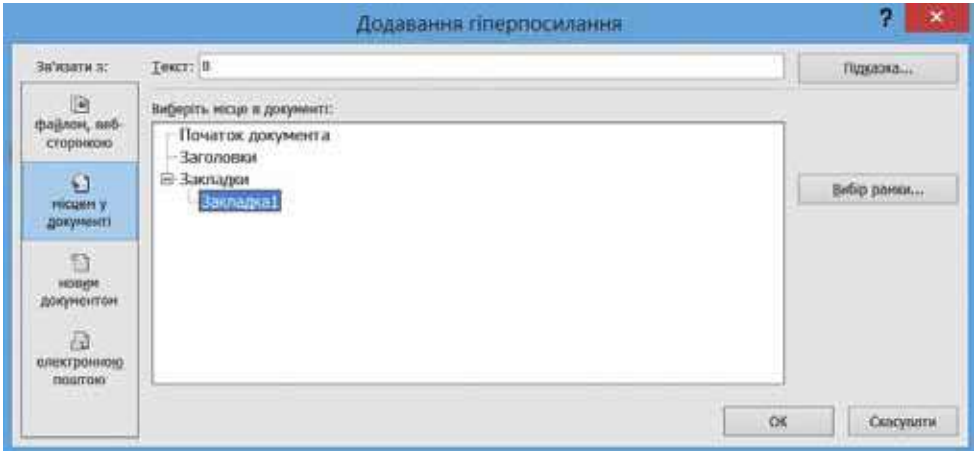 Додавання гіперпосилання
?
Зв'язати з:
Текст: В
Підказка...
файлом, веб-
сторінкою
місцем у
документі
новим
документом
електронною
поштою
Виберіть місце в документі:
Початок документа
Заголовки
Закладки
Закладка1
Вибір рамки...
ОК
Скасувати